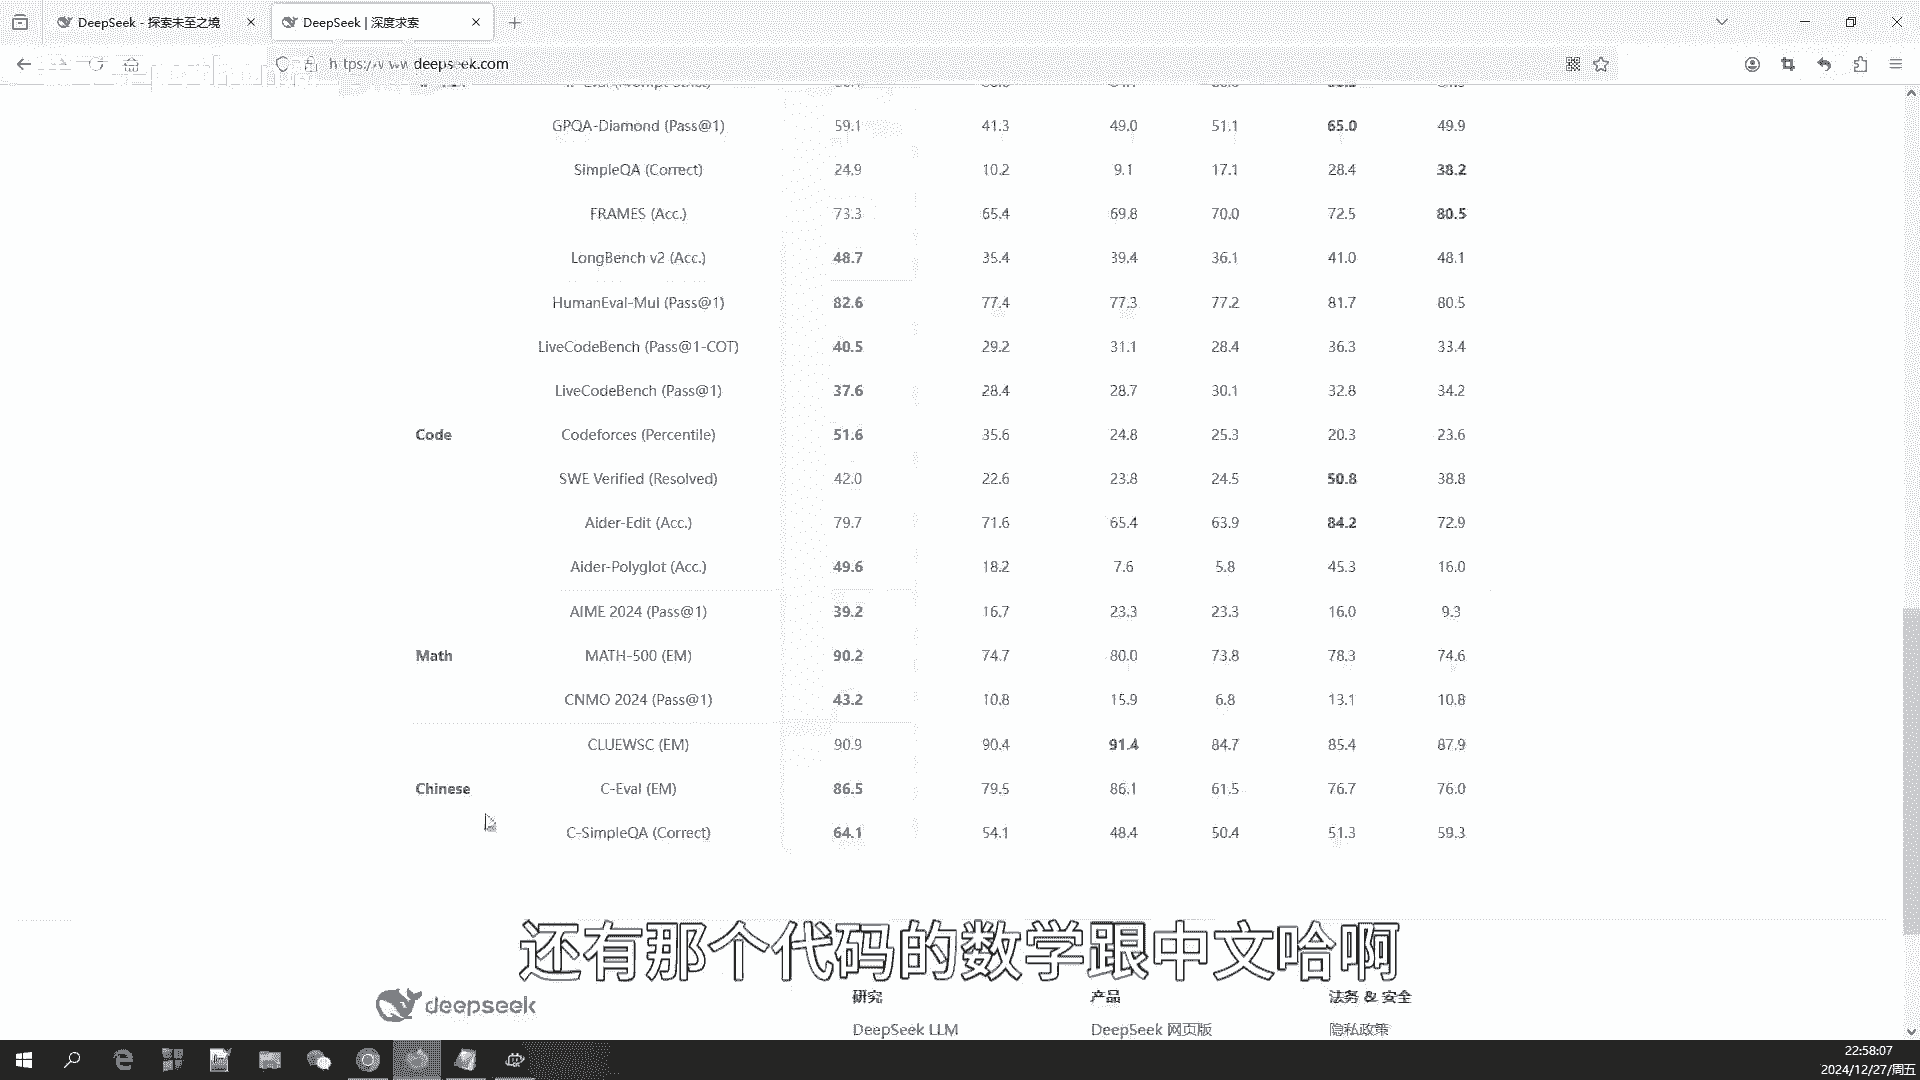 DeepSeek - 探索未至之境
DeepSeek | 深度求索
https://www.deepseek.com
GPQA-Diamond (Pass@1) 59.1 41.3 49.0 51.1 65.0 49.9
SimpleQA (Correct) 24.9 10.2 9.1 17.1 28.4 38.2
FRAMES (Acc.) 73.3 65.4 69.8 70.0 72.5 80.5
LongBench v2 (Acc.) 48.7 35.4 39.4 36.1 41.0 48.1
HumanEval-Mul (Pass@1) 82.6 77.4 77.3 77.2 81.7 80.5
LiveCodeBench (Pass@1-COT) 40.5 29.2 31.1 28.4 36.3 33.4
LiveCodeBench (Pass@1) 37.6 28.4 28.7 30.1 32.8 34.2
Code Codeforces (Percentile) 51.6 35.6 24.8 25.3 20.3 23.6
SWE Verified (Resolved) 42.0 22.6 23.8 24.5 50.8 38.8
Aider-Edit (Acc.) 79.7 71.6 65.4 63.9 84.2 72.9
Aider-Polyglot (Acc.) 49.6 18.2 7.6 5.8 45.3 16.0
AIME 2024 (Pass@1) 39.2 16.7 23.3 23.3 16.0 9.3
Math MATH-500 (EM) 90.2 74.7 80.0 73.8 78.3 74.6
CNMO 2024 (Pass@1) 43.2 10.8 15.9 6.8 13.1 10.8
CLUEWSC (EM) 90.9 90.4 91.4 84.7 85.4 87.9
Chinese C-Eval (EM) 86.5 79.5 86.1 61.5 76.7 76.0
C-SimpleQA (Correct) 64.1 54.1 48.4 50.4 51.3 59.3
还有那个代码的数学跟中文哈啊
deepseek
研究 产品 法务 & 安全
DeepSeek LLM DeepSeek 网页版 隐私政策
22:58:07
2024/12/27/周五